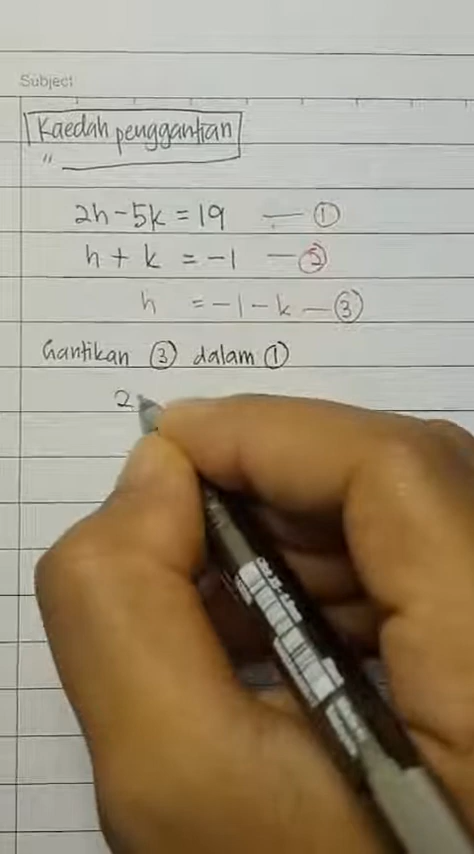 Subject
Kaedah penggantian
"
2h - 5k = 19 — ①
h + k = -1 — ②
h = -1 - k — ③
Gantikan ③ dalam ①
2